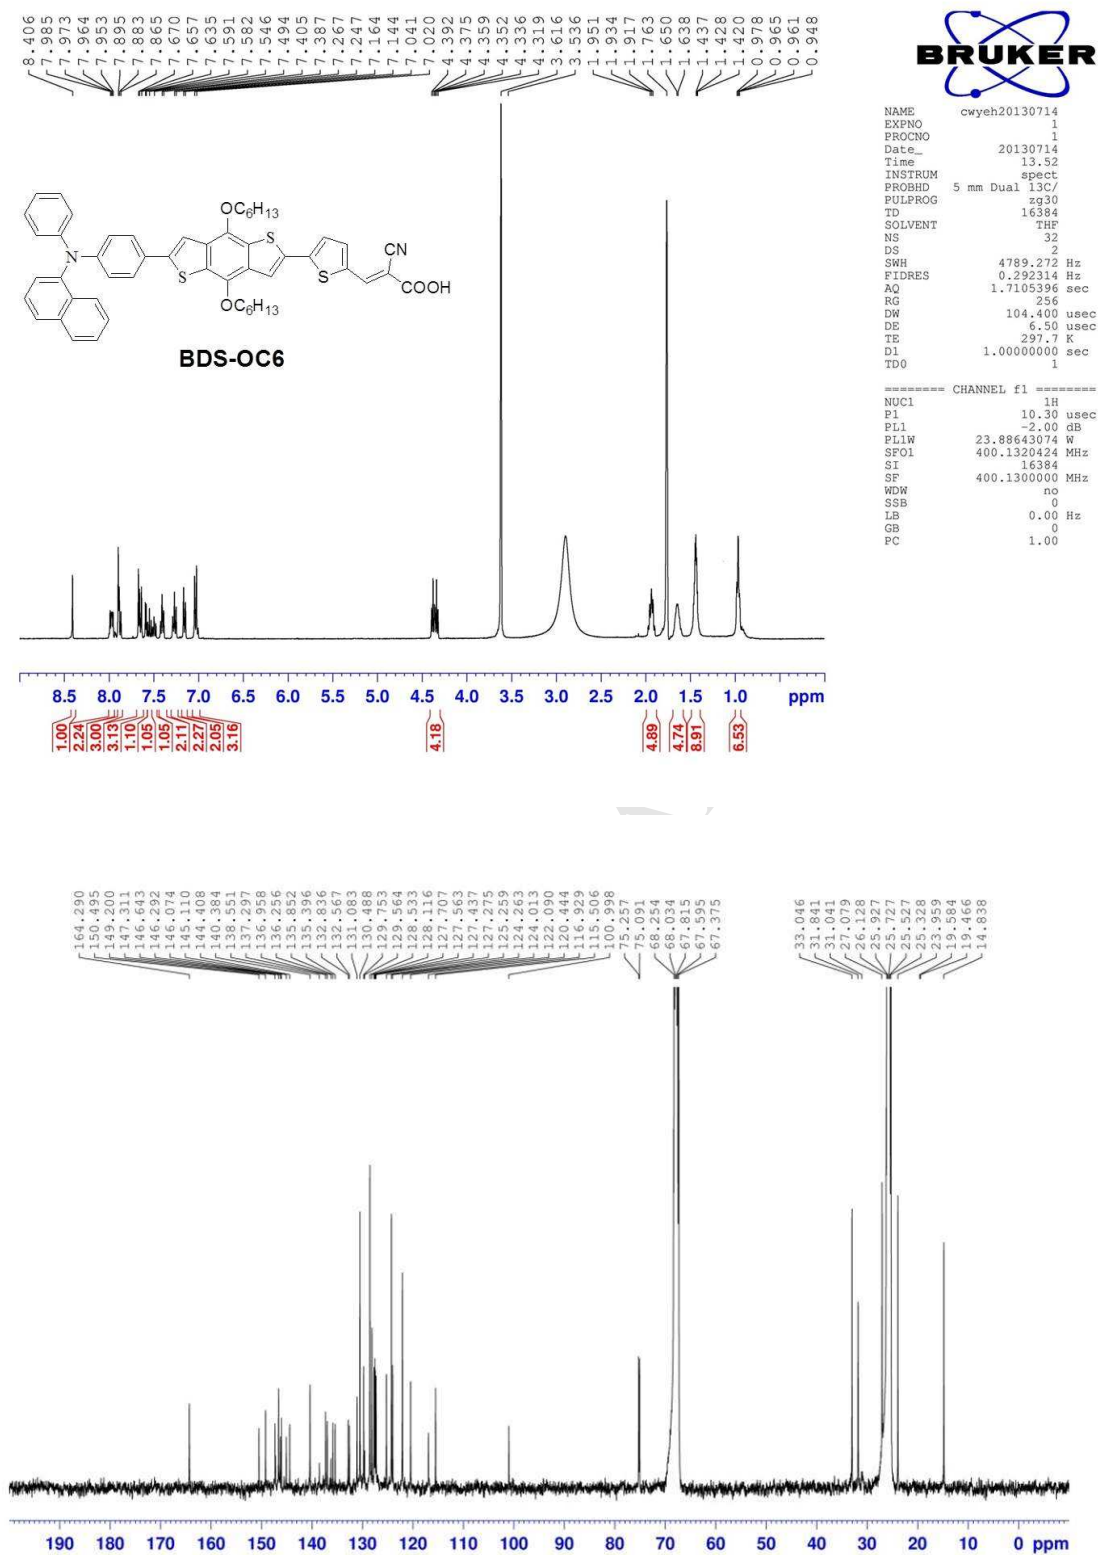 8.406
7.985
7.973
7.964
7.953
7.895
7.883
7.865
7.670
7.657
7.635
7.591
7.582
7.546
7.494
7.405
7.387
7.267
7.247
7.164
7.144
7.041
7.020
4.392
4.375
4.359
4.352
4.336
4.319
3.616
3.536
1.951
1.934
1.917
1.763
1.650
1.638
1.437
1.428
1.420
0.978
0.965
0.961
0.948
BRUKER
NAME cwyeh20130714
EXPNO 1
PROCNO 1
Date_ 20130714
Time 13.52
INSTRUM spect
PROBHD 5 mm Dual 13C/
PULPROG zg30
TD 16384
SOLVENT THF
NS 32
DS 2
SWH 4789.272 Hz
FIDRES 0.292314 Hz
AQ 1.7105396 sec
RG 256
DW 104.400 usec
DE 6.50 usec
TE 297.7 K
D1 1.00000000 sec
TD0 1
======== CHANNEL f1 ========
NUC1 1H
P1 10.30 usec
PL1 -2.00 dB
PL1W 23.88643074 W
SFO1 400.1320424 MHz
SI 16384
SF 400.1300000 MHz
WDW no
SSB 0
LB 0.00 Hz
GB 0
PC 1.00
OC6H13
S
CN
N
S
S
COOH
OC6H13
BDS-OC6
8.5 8.0 7.5 7.0 6.5 6.0 5.5 5.0 4.5 4.0 3.5 3.0 2.5 2.0 1.5 1.0 ppm
1.00
2.24
3.00
3.13
1.10
1.05
1.05
2.11
2.27
2.05
3.16
4.18
4.89
4.74
8.91
6.53
164.290
150.495
149.200
147.311
146.643
146.292
146.074
145.110
144.408
140.384
138.551
137.297
136.958
136.256
135.852
135.396
132.836
132.567
131.083
130.488
129.753
129.564
128.533
128.116
127.707
127.563
127.437
127.275
125.259
124.263
124.013
122.090
120.444
116.929
115.506
100.998
75.257
75.091
68.254
68.034
67.815
67.595
67.375
33.046
31.841
31.041
27.079
26.128
25.927
25.727
25.527
25.328
23.959
19.584
19.466
14.838
190 180 170 160 150 140 130 120 110 100 90 80 70 60 50 40 30 20 10 0 ppm